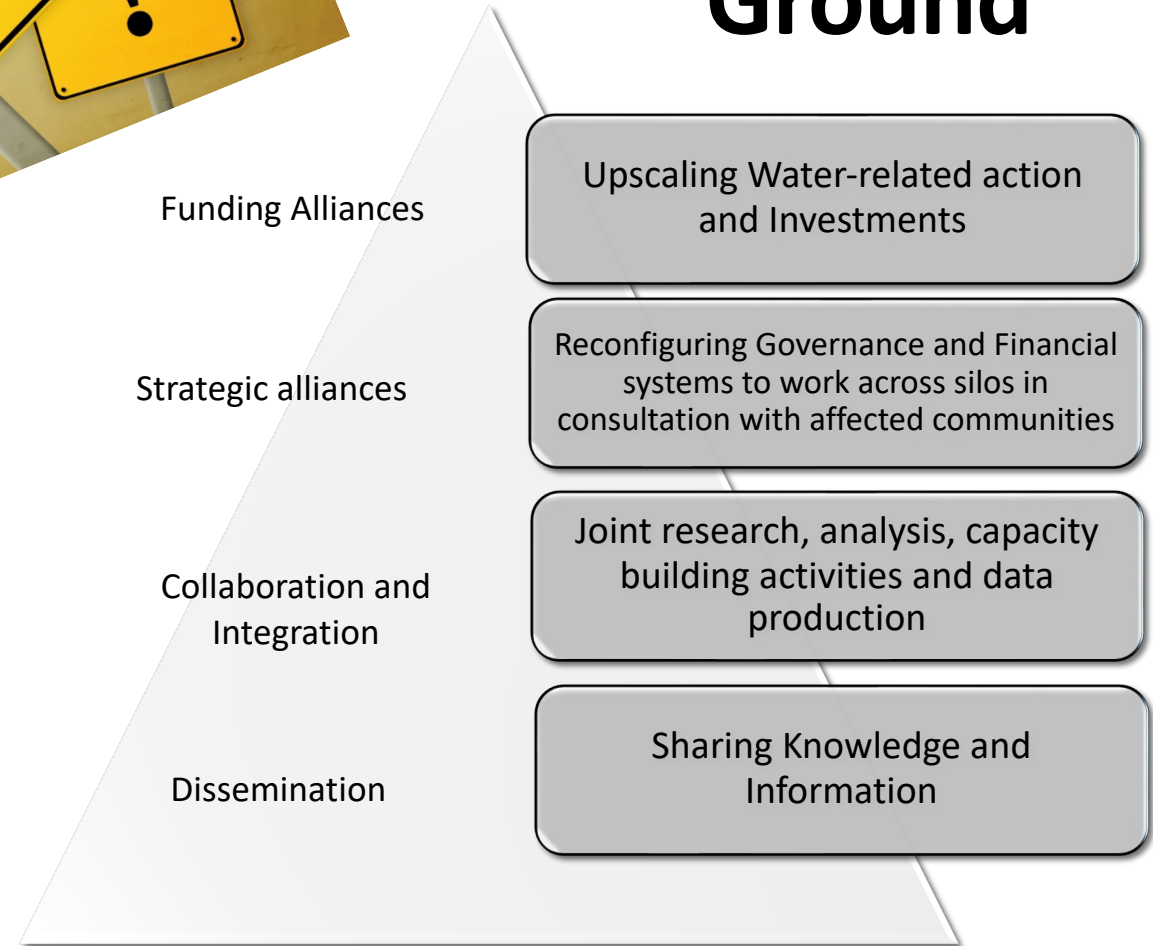 Ground
Funding Alliances
Upscaling Water-related action
and Investments
Strategic alliances
Reconfiguring Governance and Financial
systems to work across silos in
consultation with affected communities
Collaboration and
Integration
Joint research, analysis, capacity
building activities and data
production
Dissemination
Sharing Knowledge and
Information